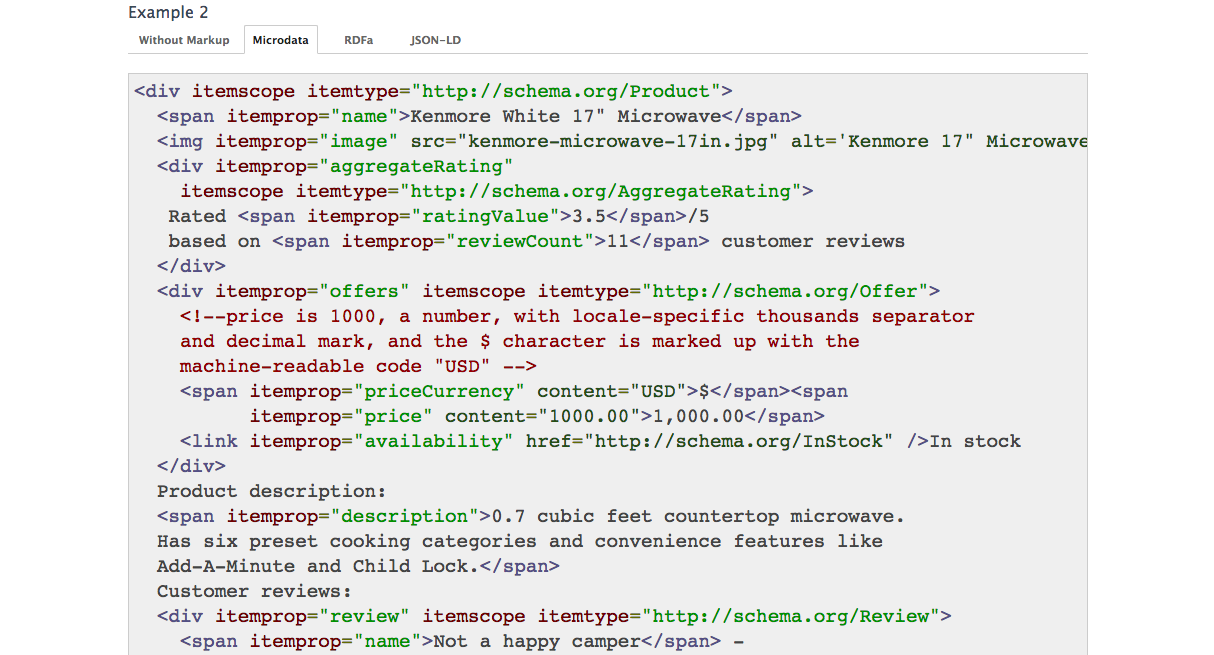 Example 2
Without Markup Microdata RDFa JSON-LD
<div itemscope itemtype="http://schema.org/Product">
<span itemprop="name">Kenmore White 17" Microwave</span>
<img itemprop="image" src="kenmore-microwave-17in.jpg" alt='Kenmore 17" Microwave
<div itemprop="aggregateRating"
itemscope itemtype="http://schema.org/AggregateRating">
Rated <span itemprop="ratingValue">3.5</span>/5
based on <span itemprop="reviewCount">11</span> customer reviews
</div>
<div itemprop="offers" itemscope itemtype="http://schema.org/Offer">
<!--price is 1000, a number, with locale-specific thousands separator
and decimal mark, and the $ character is marked up with the
machine-readable code "USD" -->
<span itemprop="priceCurrency" content="USD">$</span><span
itemprop="price" content="1000.00">1,000.00</span>
<link itemprop="availability" href="http://schema.org/InStock" />In stock
</div>
Product description:
<span itemprop="description">0.7 cubic feet countertop microwave.
Has six preset cooking categories and convenience features like
Add-A-Minute and Child Lock.</span>
Customer reviews:
<div itemprop="review" itemscope itemtype="http://schema.org/Review">
<span itemprop="name">Not a happy camper</span> –